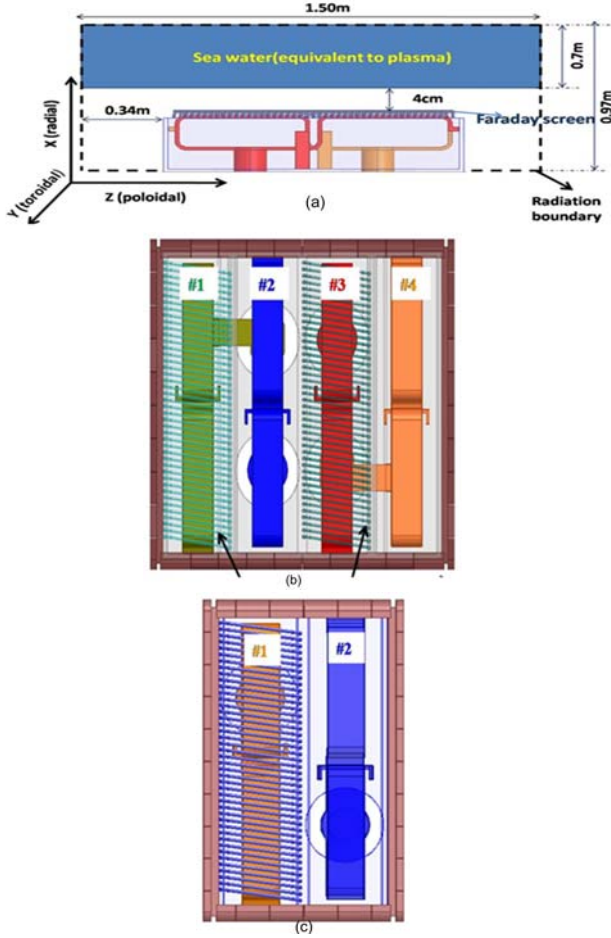 1.50m
Sea water(equivalent to plasma)
0.7m
0.97m
4cm
0.34m
Faraday screen
X (radial)
Y (toroidal)
Z (poloidal)
Radiation
boundary
(a)
#1 #2 #3 #4
(b)
#1 #2
(c)